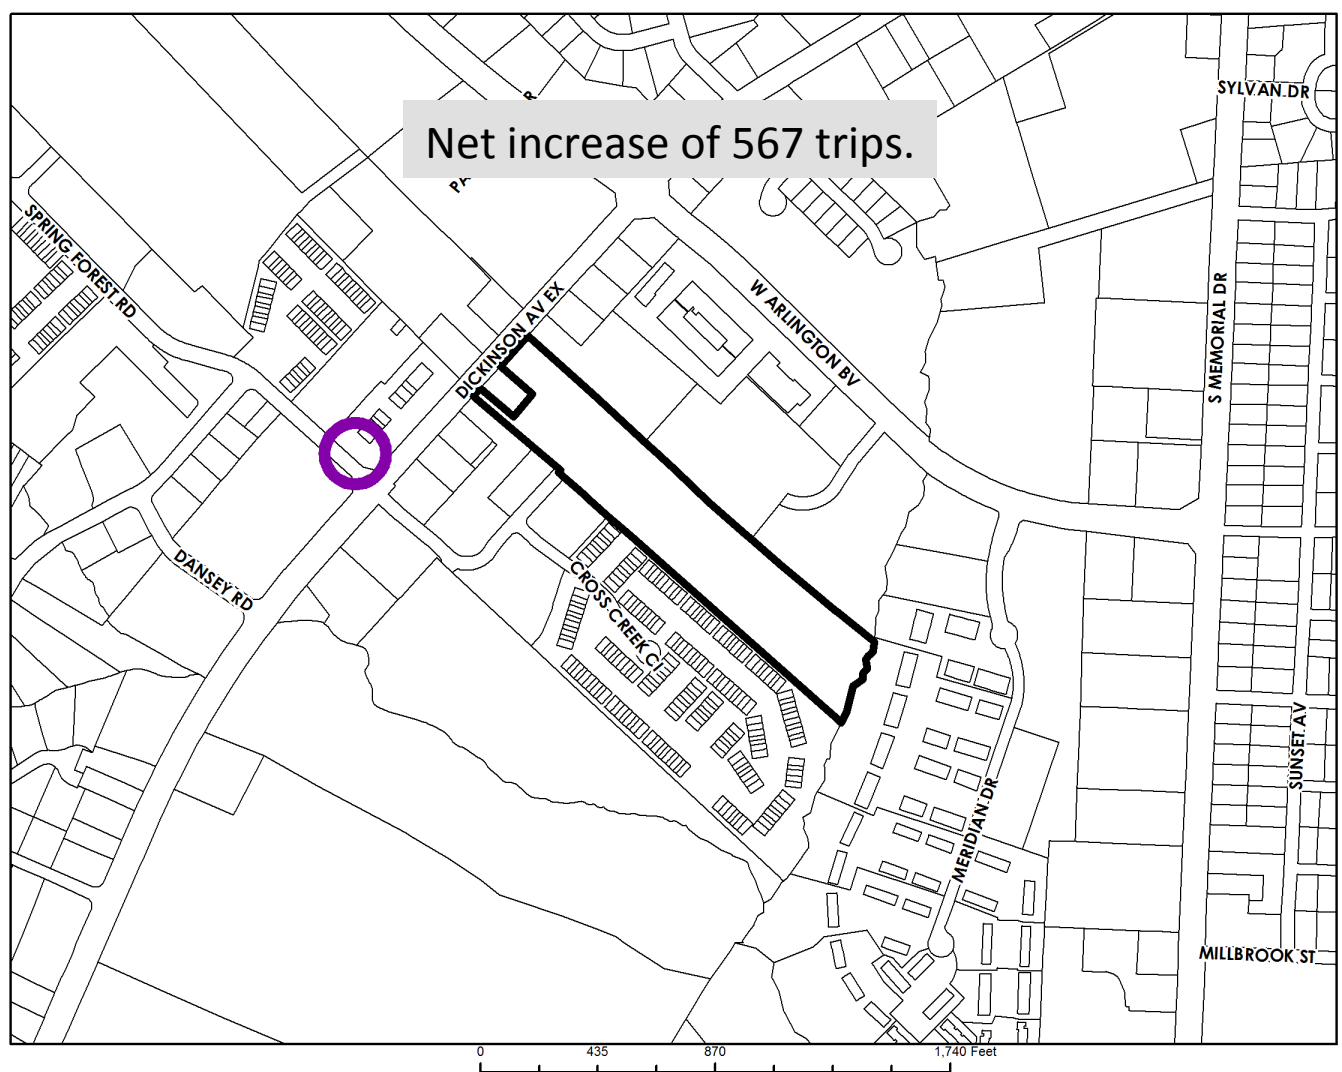 SYLVAN DR
Net increase of 567 trips.
SPRING FOREST RD
W ARLINGTON BV
DICKINSON AV EX
S MEMORIAL DR
DANSEY RD
CROSS CREEK CI
SUNSET AV
MERIDIAN DR
MILLBROOK ST
0 435 870 1,740 Feet